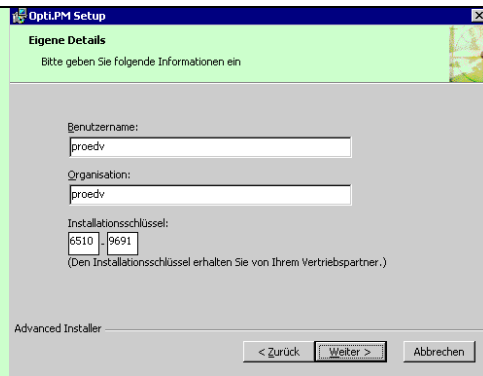 Opti.PM Setup
Eigene Details
Bitte geben Sie folgende Informationen ein
Benutzername:
proedv
Organisation:
proedv
Installationsschlüssel:
6510 - 9691
(Den Installationsschlüssel erhalten Sie von Ihrem Vertriebspartner.)
Advanced Installer
< Zurück Weiter > Abbrechen